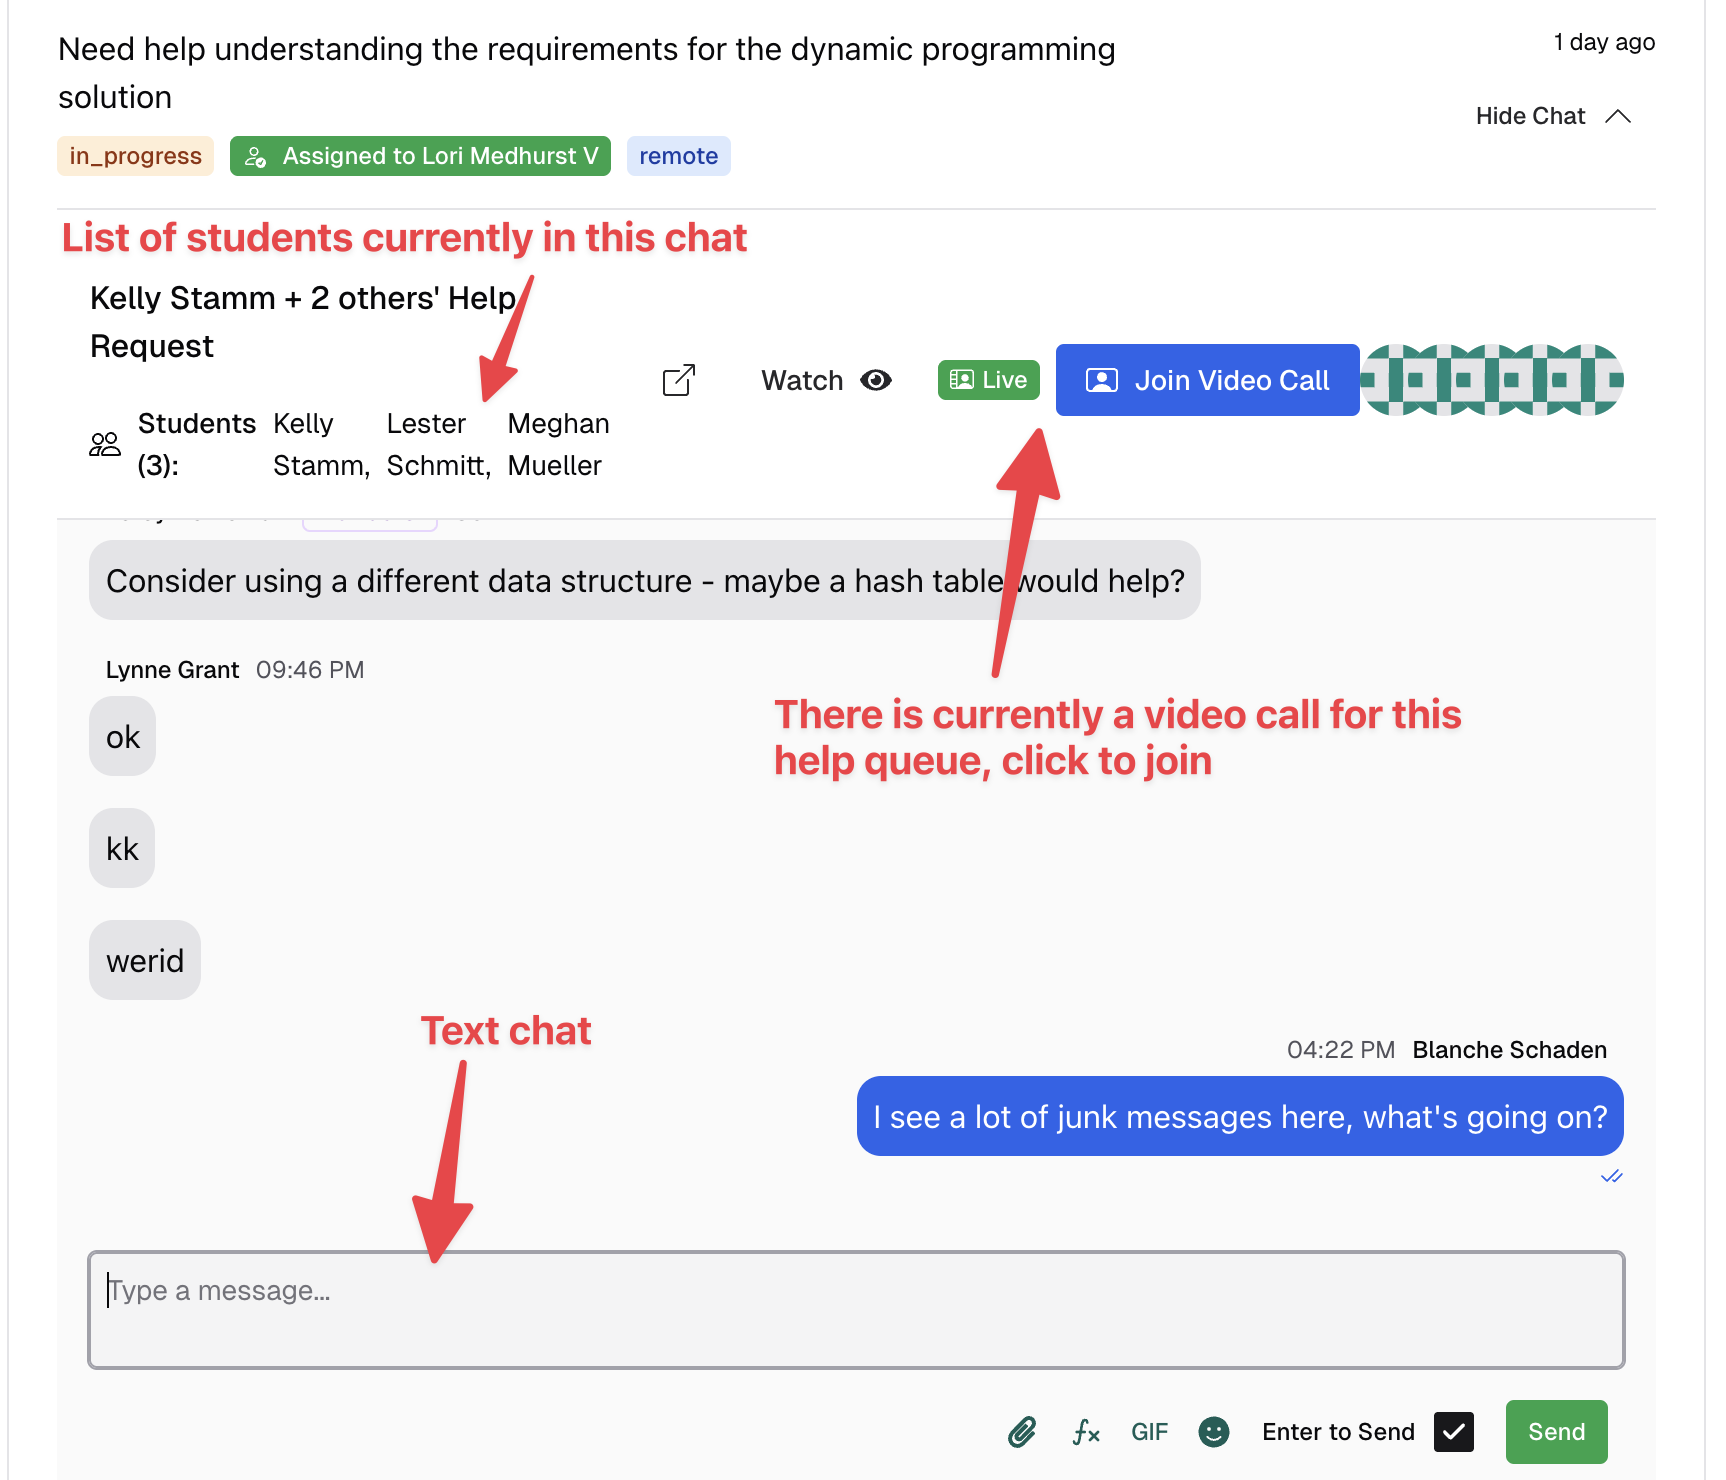 Need help understanding the requirements for the dynamic programming
solution
1 day ago
Hide Chat
in_progress
Assigned to Lori Medhurst V
remote
List of students currently in this chat
Kelly Stamm + 2 others' Help
Request
Watch
Live
Join Video Call
Students Kelly Lester Meghan
(3): Stamm, Schmitt, Mueller
Consider using a different data structure - maybe a hash table would help?
Lynne Grant 09:46 PM
ok
There is currently a video call for this
help queue, click to join
kk
werid
Text chat
04:22 PM Blanche Schaden
I see a lot of junk messages here, what's going on?
Type a message...
fx
GIF
Enter to Send
Send